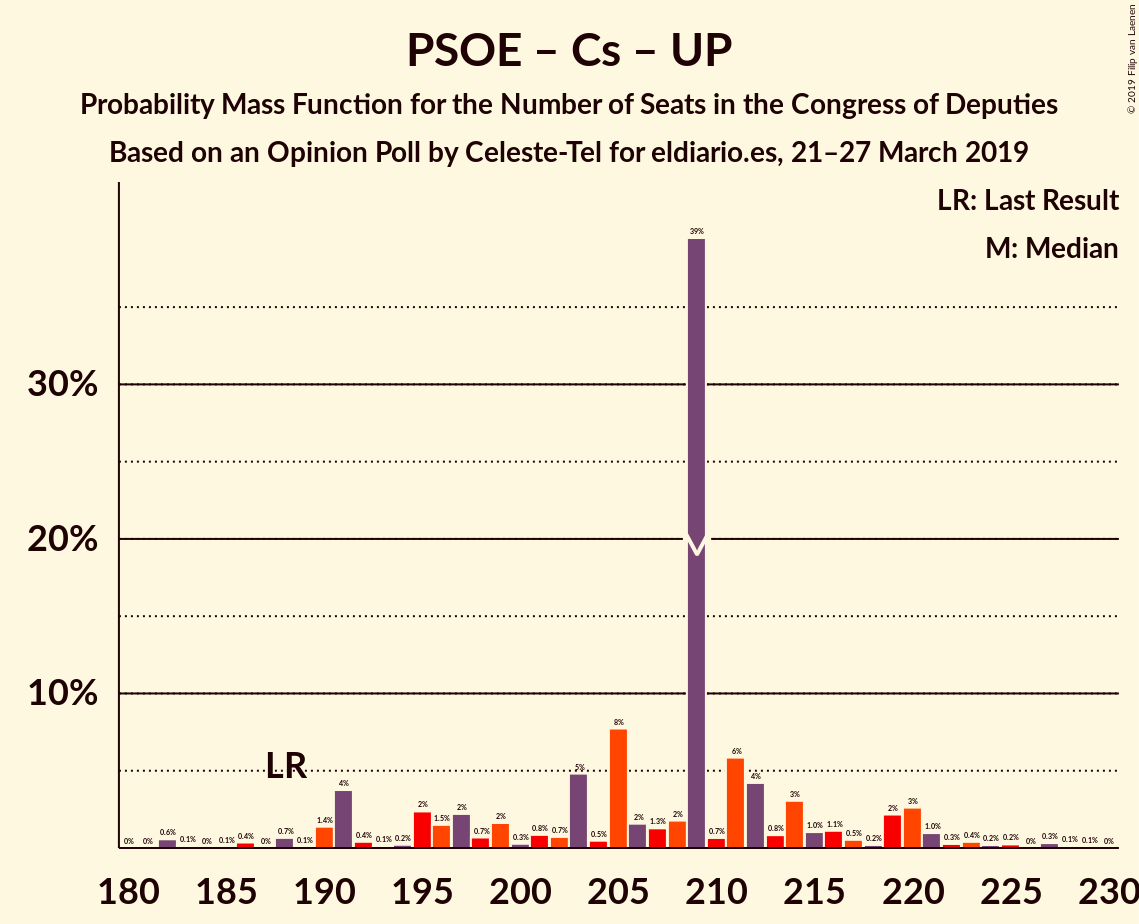 PSOE – Cs – UP
Probability Mass Function for the Number of Seats in the Congress of Deputies
Based on an Opinion Poll by Celeste-Tel for eldiario.es, 21–27 March 2019
© 2019 Filip van Laenen
LR: Last Result
M: Median
30%
20%
10%
LR
0% 0% 0.6% 0.1% 0% 0.1% 0.4% 0% 0.7% 0.1% 1.4% 4% 0.4% 0.1% 0.2% 2% 1.5% 2% 0.7% 2% 0.3% 0.8% 0.7% 5% 0.5% 8% 2% 1.3% 2% 39% 0.7% 6% 4% 0.8% 3% 1.0% 1.1% 0.5% 0.2% 2% 3% 1.0% 0.3% 0.4% 0.2% 0.2% 0% 0.3% 0.1% 0.1% 0%
180 185 190 195 200 205 210 215 220 225 230